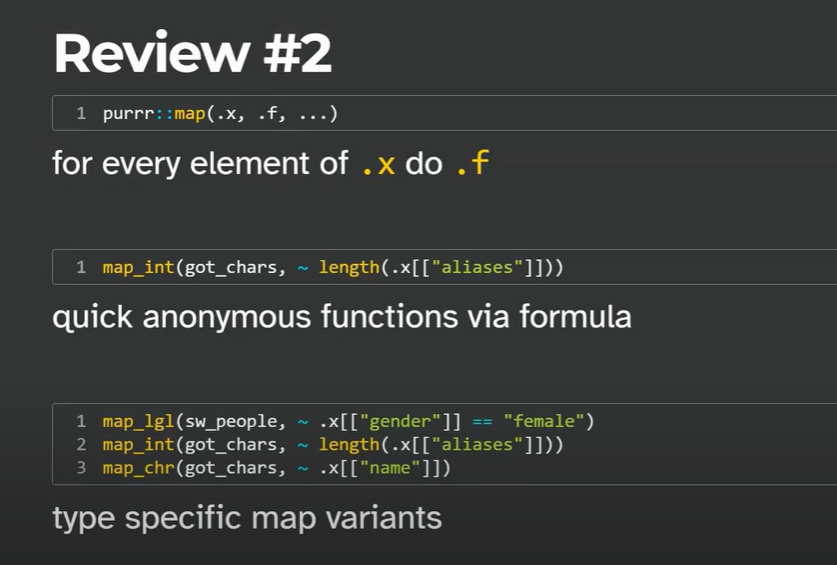 Review #2
1 purrr::map(.x, .f, ...)
for every element of .x do .f
1 map_int(got_chars, ~ length(.x[["aliases"]]))
quick anonymous functions via formula
1 map_lgl(sw_people, ~ .x[["gender"]] == "female")
2 map_int(got_chars, ~ length(.x[["aliases"]]))
3 map_chr(got_chars, ~ .x[["name"]])
type specific map variants